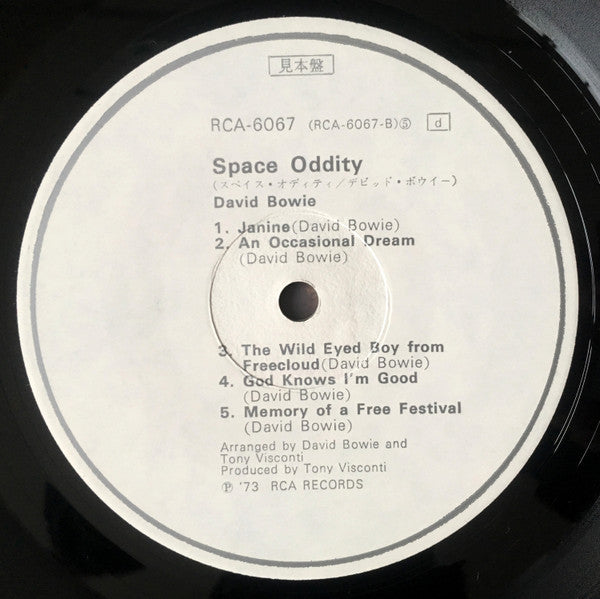 見本盤
RCA-6067 (RCA-6067-B)⑤ d
Space Oddity
(スペイス・オディティ/デビッド・ボウイー)
David Bowie
1. Janine(David Bowie)
2. An Occasional Dream
(David Bowie)
3. The Wild Eyed Boy from
Freecloud(David Bowie)
4. God Knows I'm Good
(David Bowie)
5. Memory of a Free Festival
(David Bowie)
Arranged by David Bowie and
Tony Visconti
Produced by Tony Visconti
℗ '73 RCA RECORDS